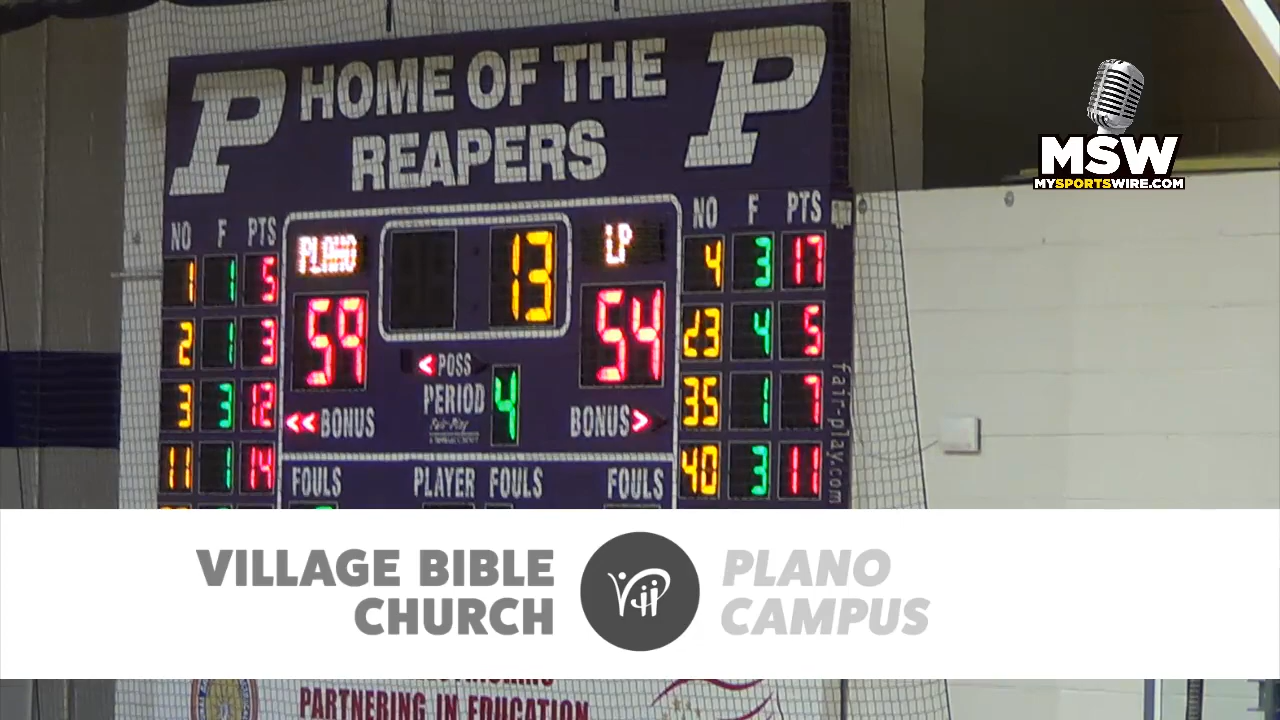 P HOME OF THE P
REAPERS
MSW
MYSPORTSWIRE.COM
NO F PTS
NO F PTS
PLANO 13 LP
1 1 5
4 3 17
59 54
2 1 3
23 4 5
< POSS
PERIOD 4
3 3 12
35 1 7
Fair-Play
<< BONUS
BONUS >
11 1 14
40 3 11
fair-play.com
FOULS PLAYER FOULS FOULS
VILLAGE BIBLE
CHURCH
PLANO
CAMPUS
PARTNERING IN EDUCATION